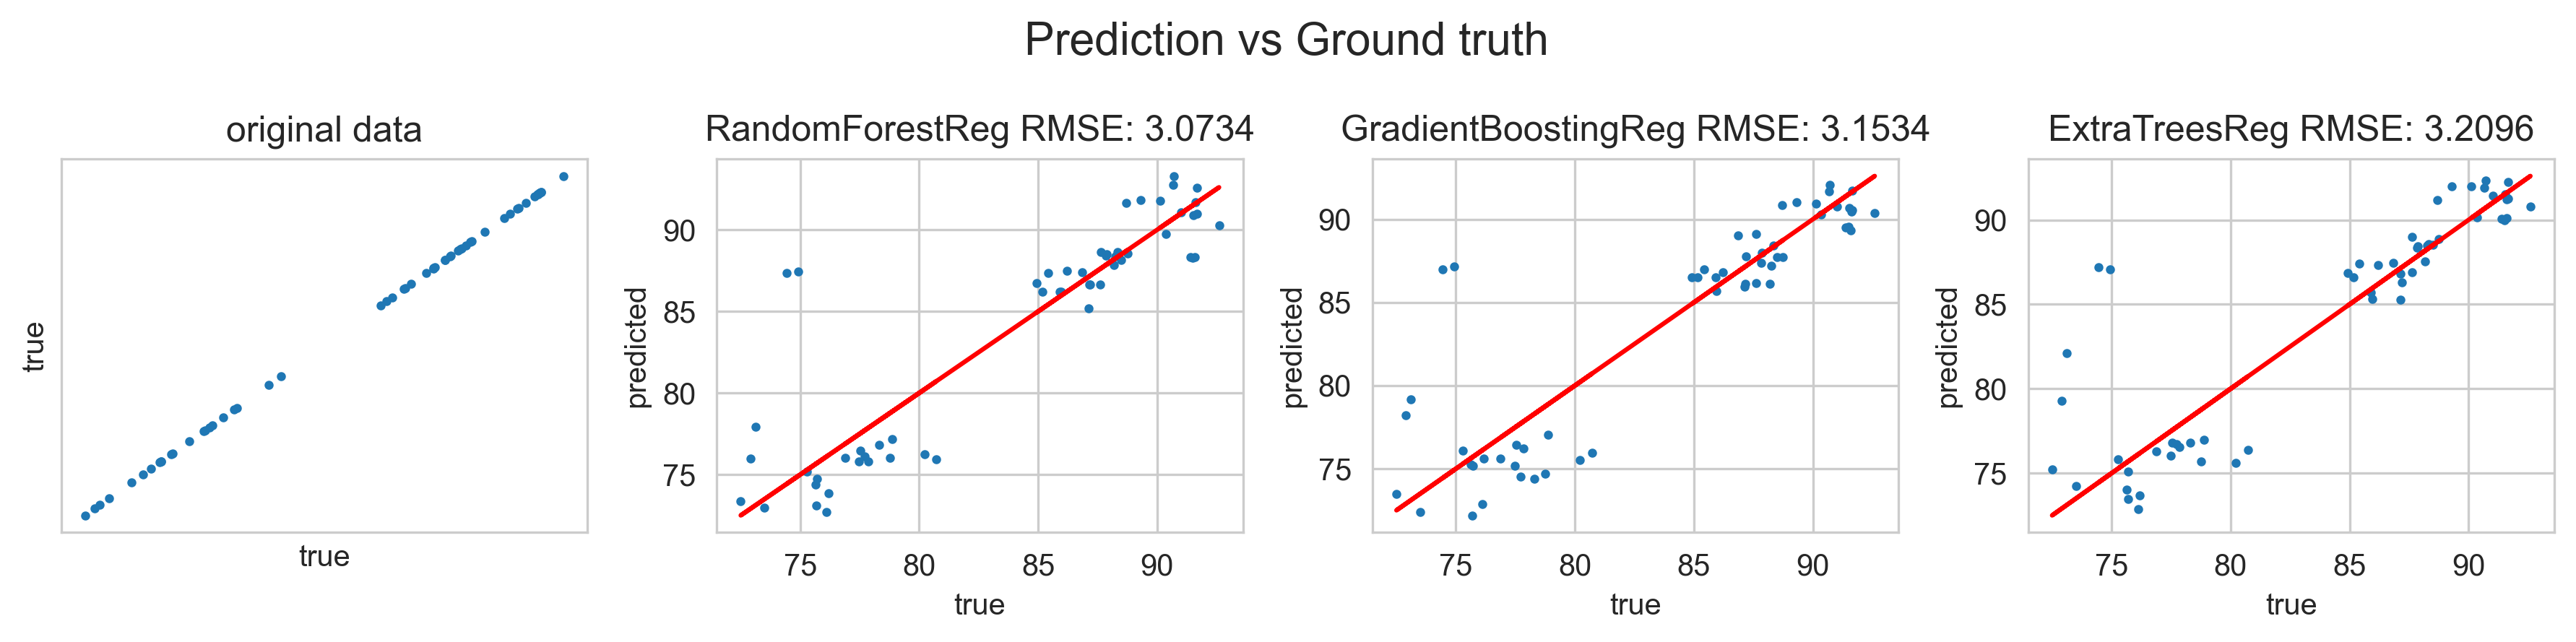 Prediction vs Ground truth
original data
true
true
RandomForestReg RMSE: 3.0734
predicted
90
85
80
75
75 80 85 90
true
GradientBoostingReg RMSE: 3.1534
predicted
90
85
80
75
75 80 85 90
true
ExtraTreesReg RMSE: 3.2096
predicted
90
85
80
75
75 80 85 90
true